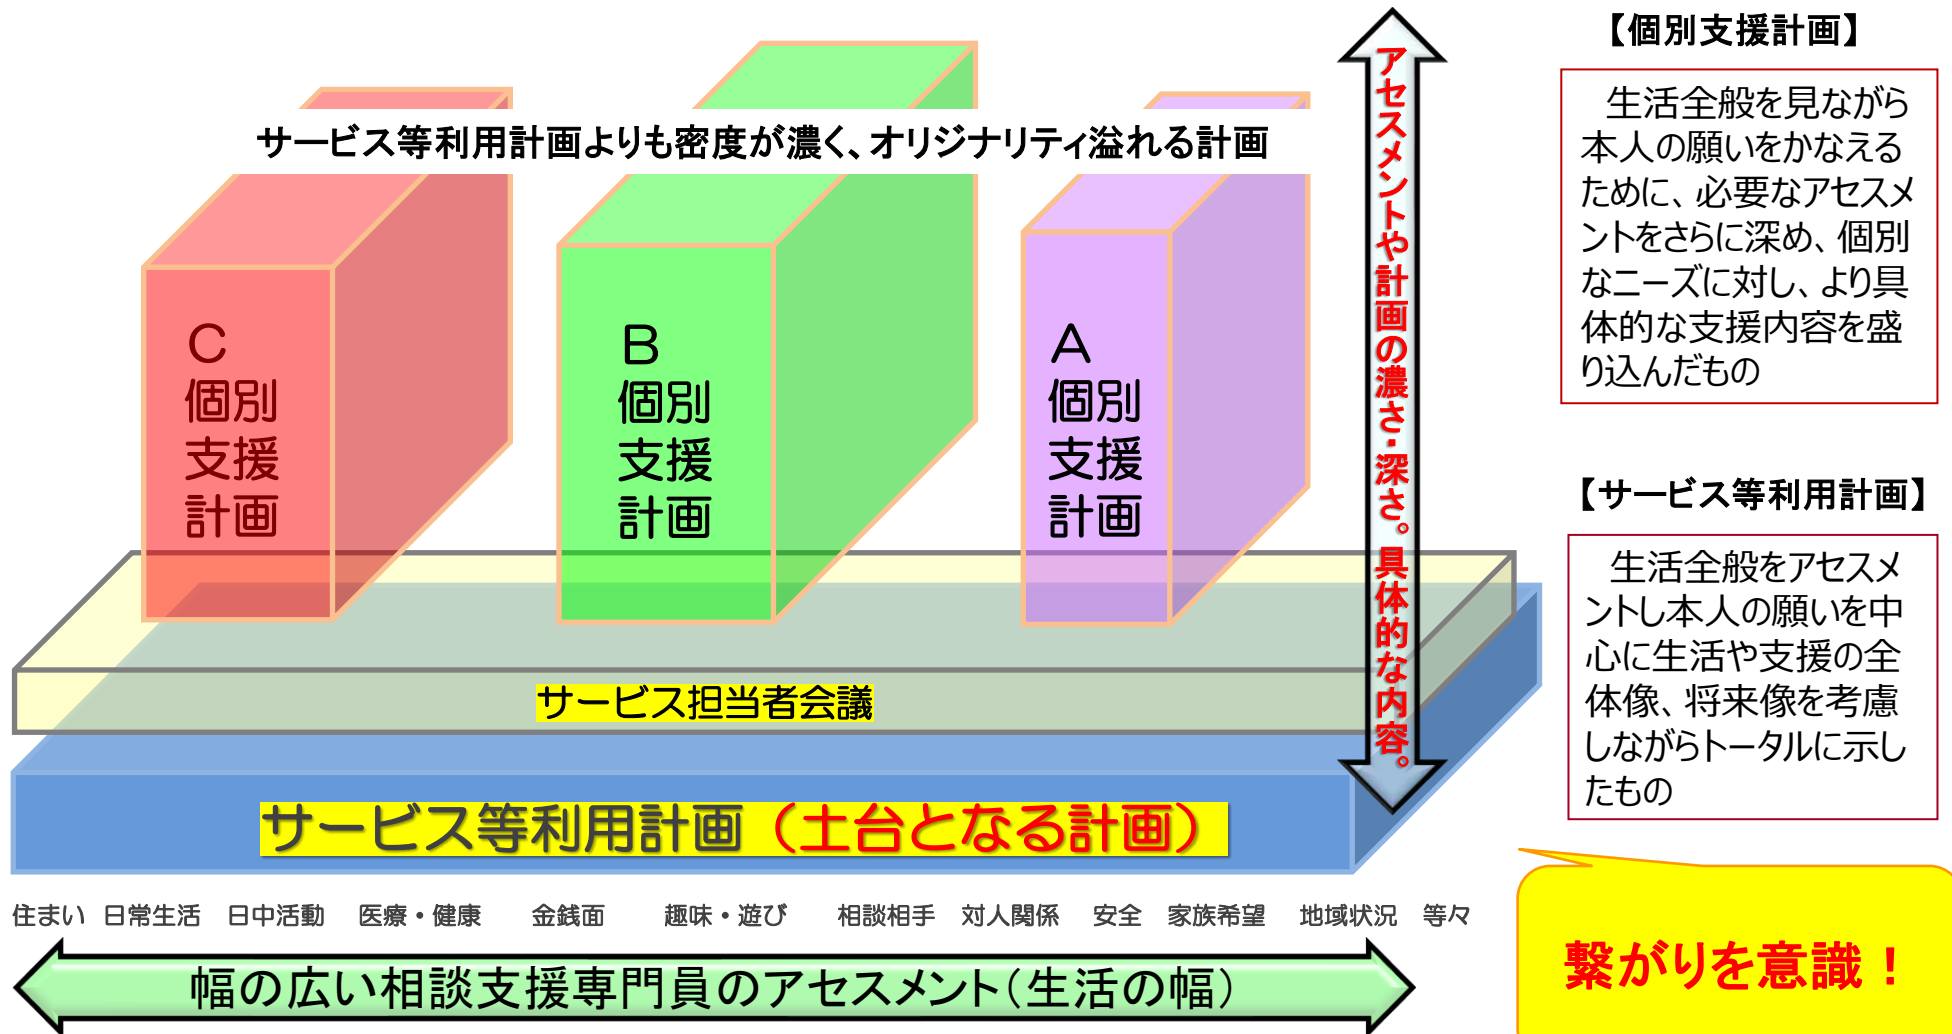 サービス等利用計画よりも密度が濃く、オリジナリティ溢れる計画
C
個別
支援
計画
B
個別
支援
計画
A
個別
支援
計画
アセスメントや計画の濃さ・深さ。具体的な内容。
サービス担当者会議
サービス等利用計画（土台となる計画）
住まい 日常生活 日中活動 医療・健康 金銭面 趣味・遊び 相談相手 対人関係 安全 家族希望 地域状況 等々
幅の広い相談支援専門員のアセスメント（生活の幅）
【個別支援計画】
生活全般を見ながら
本人の願いをかなえる
ために、必要なアセスメ
ントをさらに深め、個別
なニーズに対し、より具
体的な支援内容を盛
り込んだもの
【サービス等利用計画】
生活全般をアセスメ
ントし本人の願いを中
心に生活や支援の全
体像、将来像を考慮
しながらトータルに示し
たもの
繋がりを意識！